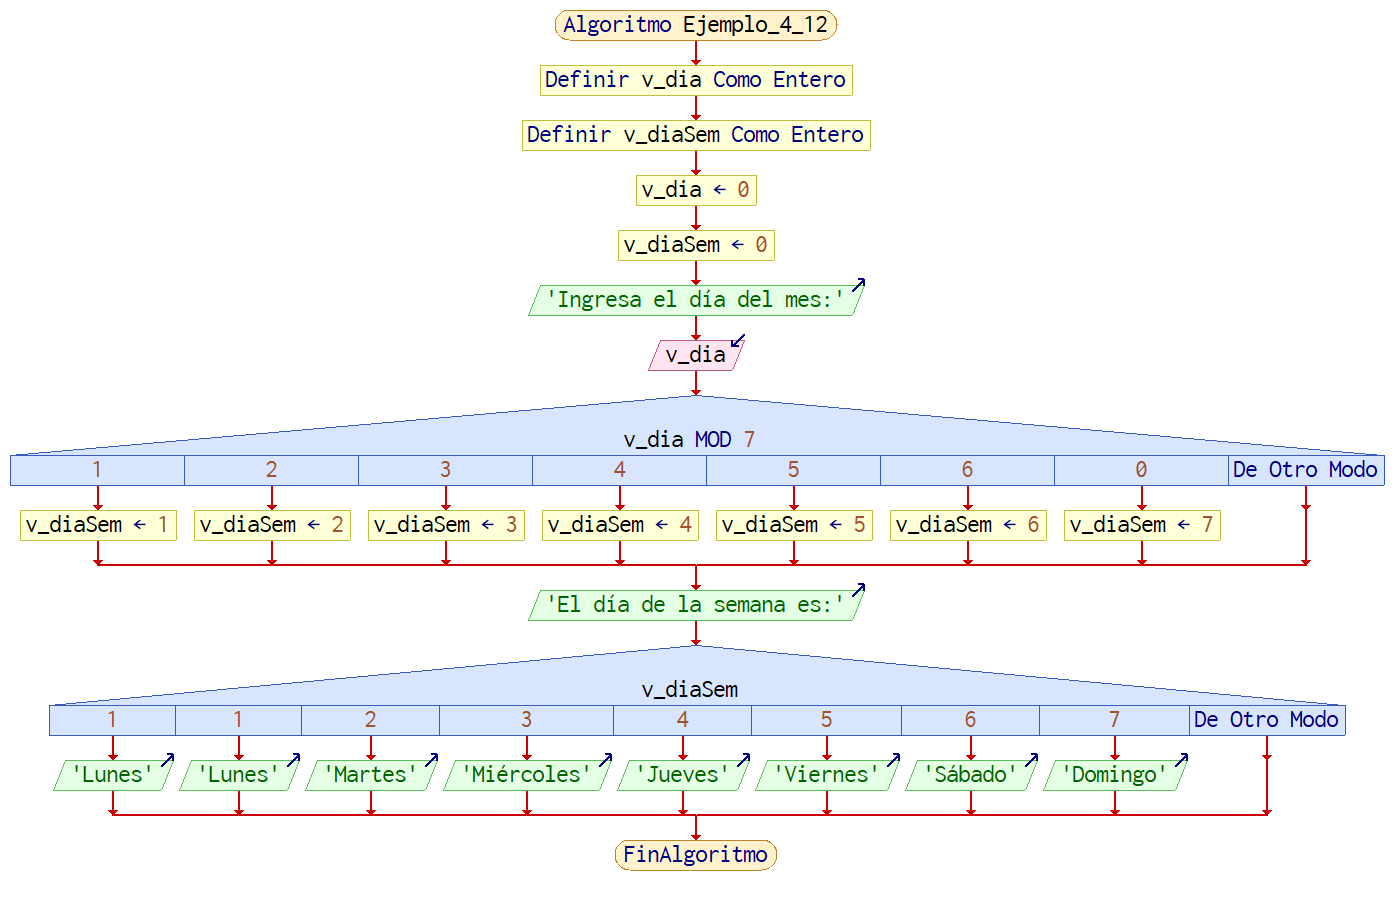 Algoritmo Ejemplo_4_12
Definir v_dia Como Entero
Definir v_diaSem Como Entero
v_dia ← 0
v_diaSem ← 0
'Ingresa el día del mes:'
v_dia
v_dia MOD 7
1 2 3 4 5 6 0 De Otro Modo
v_diaSem ← 1 v_diaSem ← 2 v_diaSem ← 3 v_diaSem ← 4 v_diaSem ← 5 v_diaSem ← 6 v_diaSem ← 7
'El día de la semana es:'
v_diaSem
1 1 2 3 4 5 6 7 De Otro Modo
'Lunes' 'Lunes' 'Martes' 'Miércoles' 'Jueves' 'Viernes' 'Sábado' 'Domingo'
FinAlgoritmo